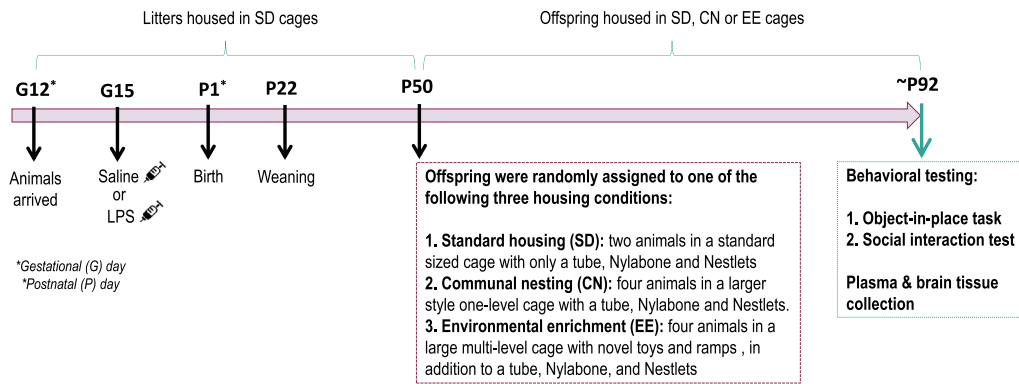 Litters housed in SD cages
Offspring housed in SD, CN or EE cages
G12*
G15
P1*
P22
P50
~P92
Animals
arrived
Saline
or
LPS
Birth
Weaning
*Gestational (G) day
*Postnatal (P) day
Offspring were randomly assigned to one of the
following three housing conditions:
1. Standard housing (SD): two animals in a standard
sized cage with only a tube, Nylabone and Nestlets
2. Communal nesting (CN): four animals in a larger
style one-level cage with a tube, Nylabone and Nestlets.
3. Environmental enrichment (EE): four animals in a
large multi-level cage with novel toys and ramps , in
addition to a tube, Nylabone, and Nestlets
Behavioral testing:
1. Object-in-place task
2. Social interaction test
Plasma & brain tissue
collection